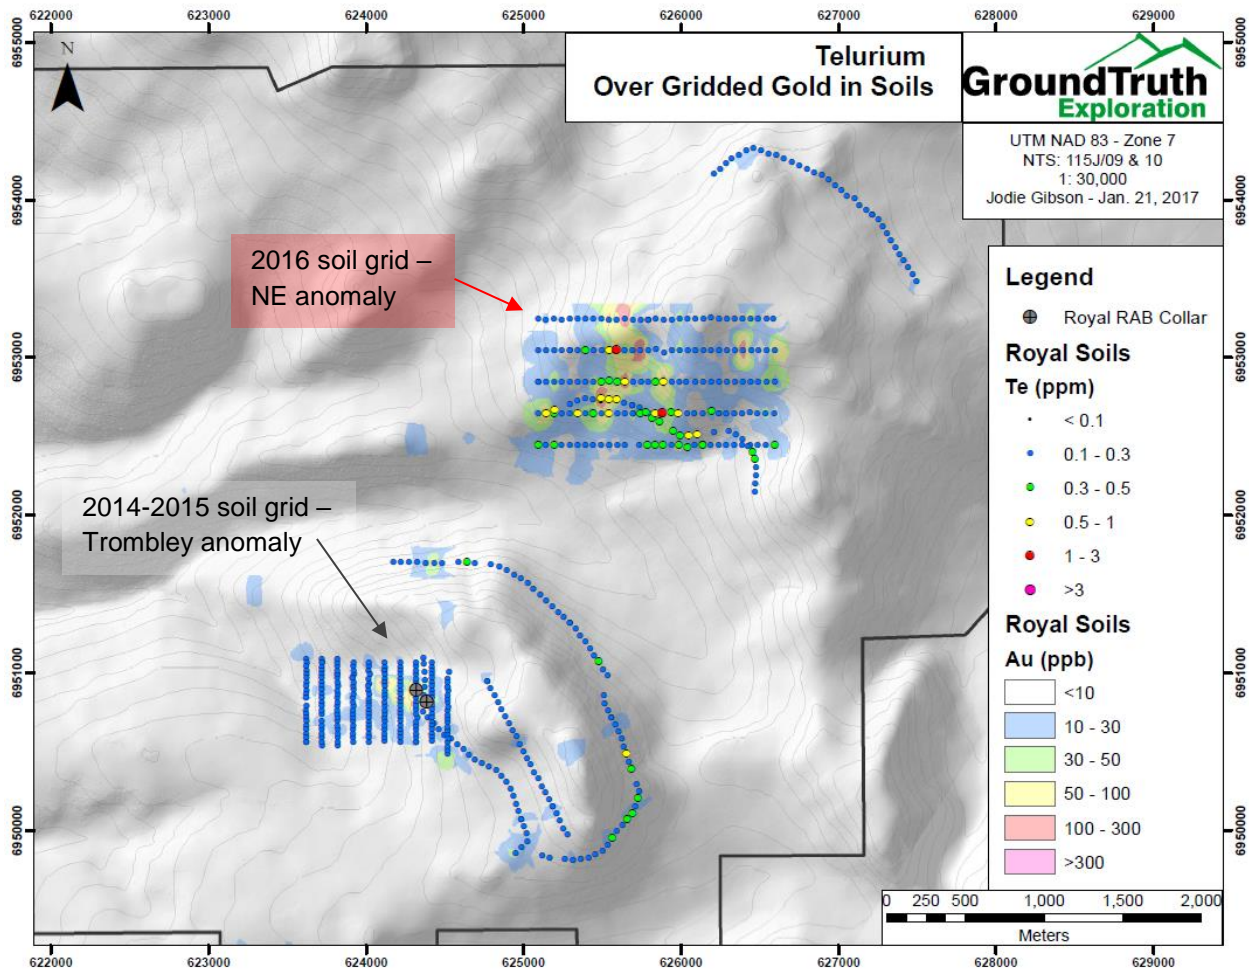 622000 623000 624000 625000 626000 627000 628000 629000
6955000 6955000
N
Telurium
Over Gridded Gold in Soils
GroundTruth
Exploration
UTM NAD 83 - Zone 7
NTS: 115J/09 & 10
1: 30,000
Jodie Gibson - Jan. 21, 2017
6954000 6954000
2016 soil grid –
NE anomaly
6953000 6953000
2014-2015 soil grid –
Trombley anomaly
6952000 6952000
6951000 6951000
6950000 6950000
Legend
Royal RAB Collar
Royal Soils
Te (ppm)
< 0.1
0.1 - 0.3
0.3 - 0.5
0.5 - 1
1 - 3
>3
Royal Soils
Au (ppb)
<10
10 - 30
30 - 50
50 - 100
100 - 300
>300
0 250 500 1,000 1,500 2,000
Meters
622000 623000 624000 625000 626000 627000 628000 629000